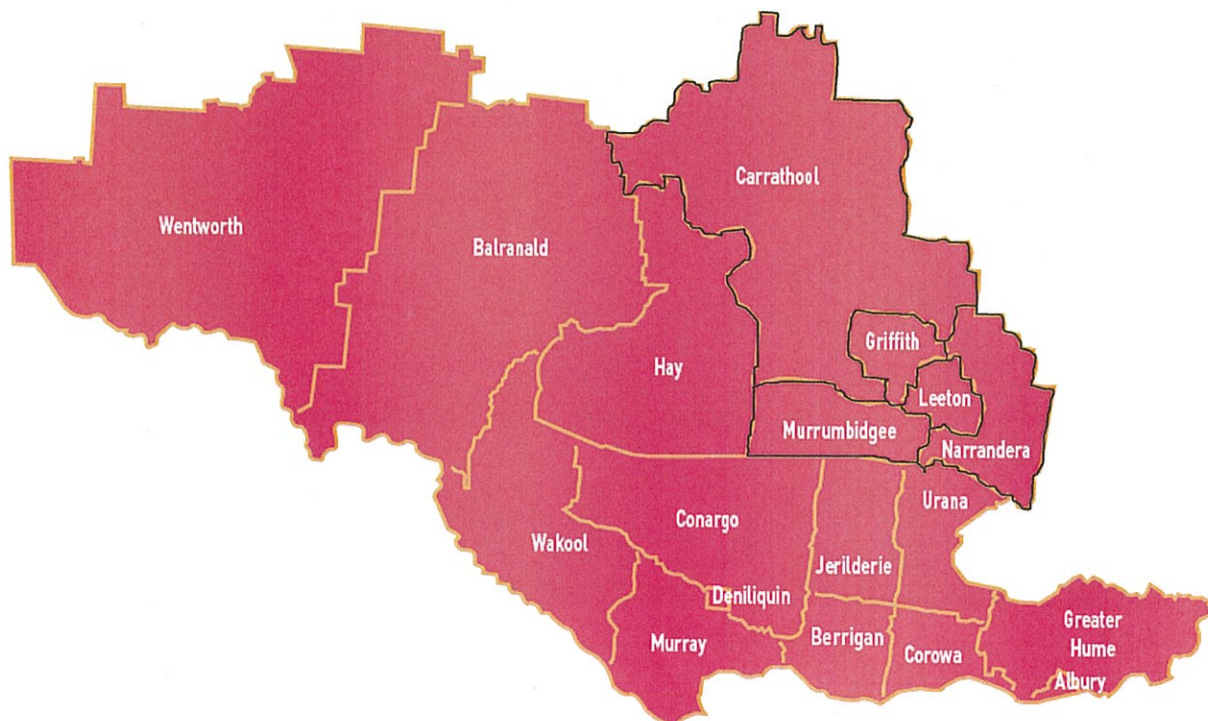 Carrathool
Wentworth
Balranald
Griffith
Hay
Leeton
Murrumbidgee
Narrandera
Urana
Conargo
Wakool
Jerilderie
Deniliquin
Greater
Hume
Murray
Berrigan
Corowa
Albury